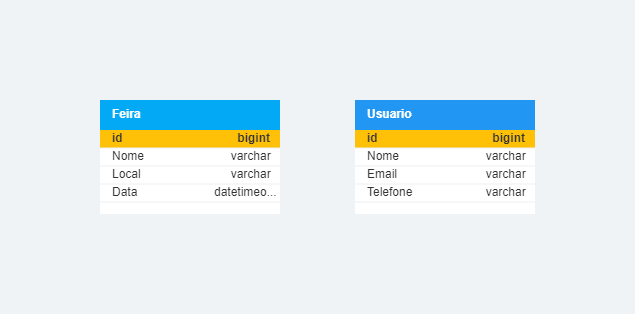 Feira
id bigint
Nome varchar
Local varchar
Data datetimeo...
Usuario
id bigint
Nome varchar
Email varchar
Telefone varchar